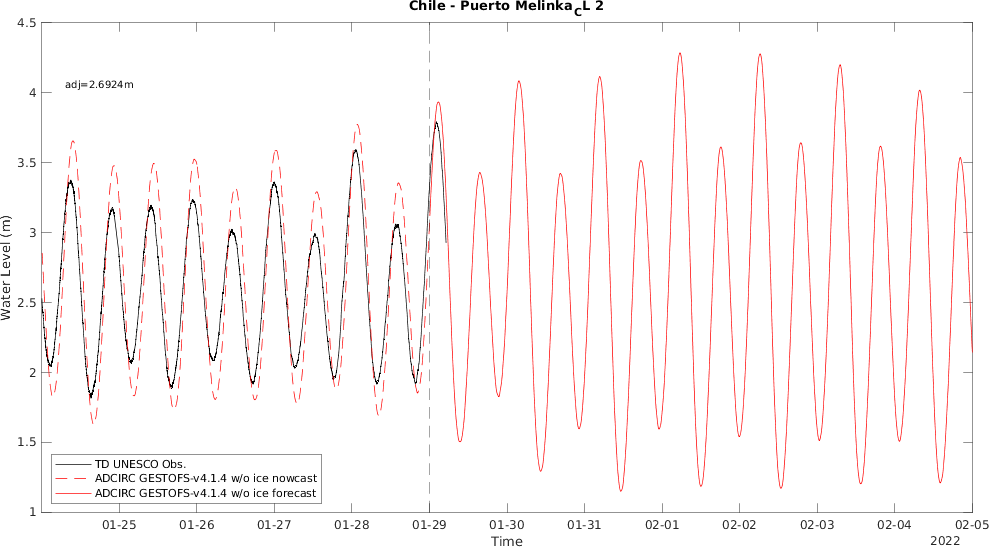 Chile - Puerto MelinkaCL 2
4.5
4
3.5
3
2.5
2
1.5
1
Water Level (m)
adj=2.6924m
TD UNESCO Obs.
ADCIRC GESTOFS-v4.1.4 w/o ice nowcast
ADCIRC GESTOFS-v4.1.4 w/o ice forecast
01-25 01-26 01-27 01-28 01-29 01-30 01-31 02-01 02-02 02-03 02-04 02-05
Time
2022